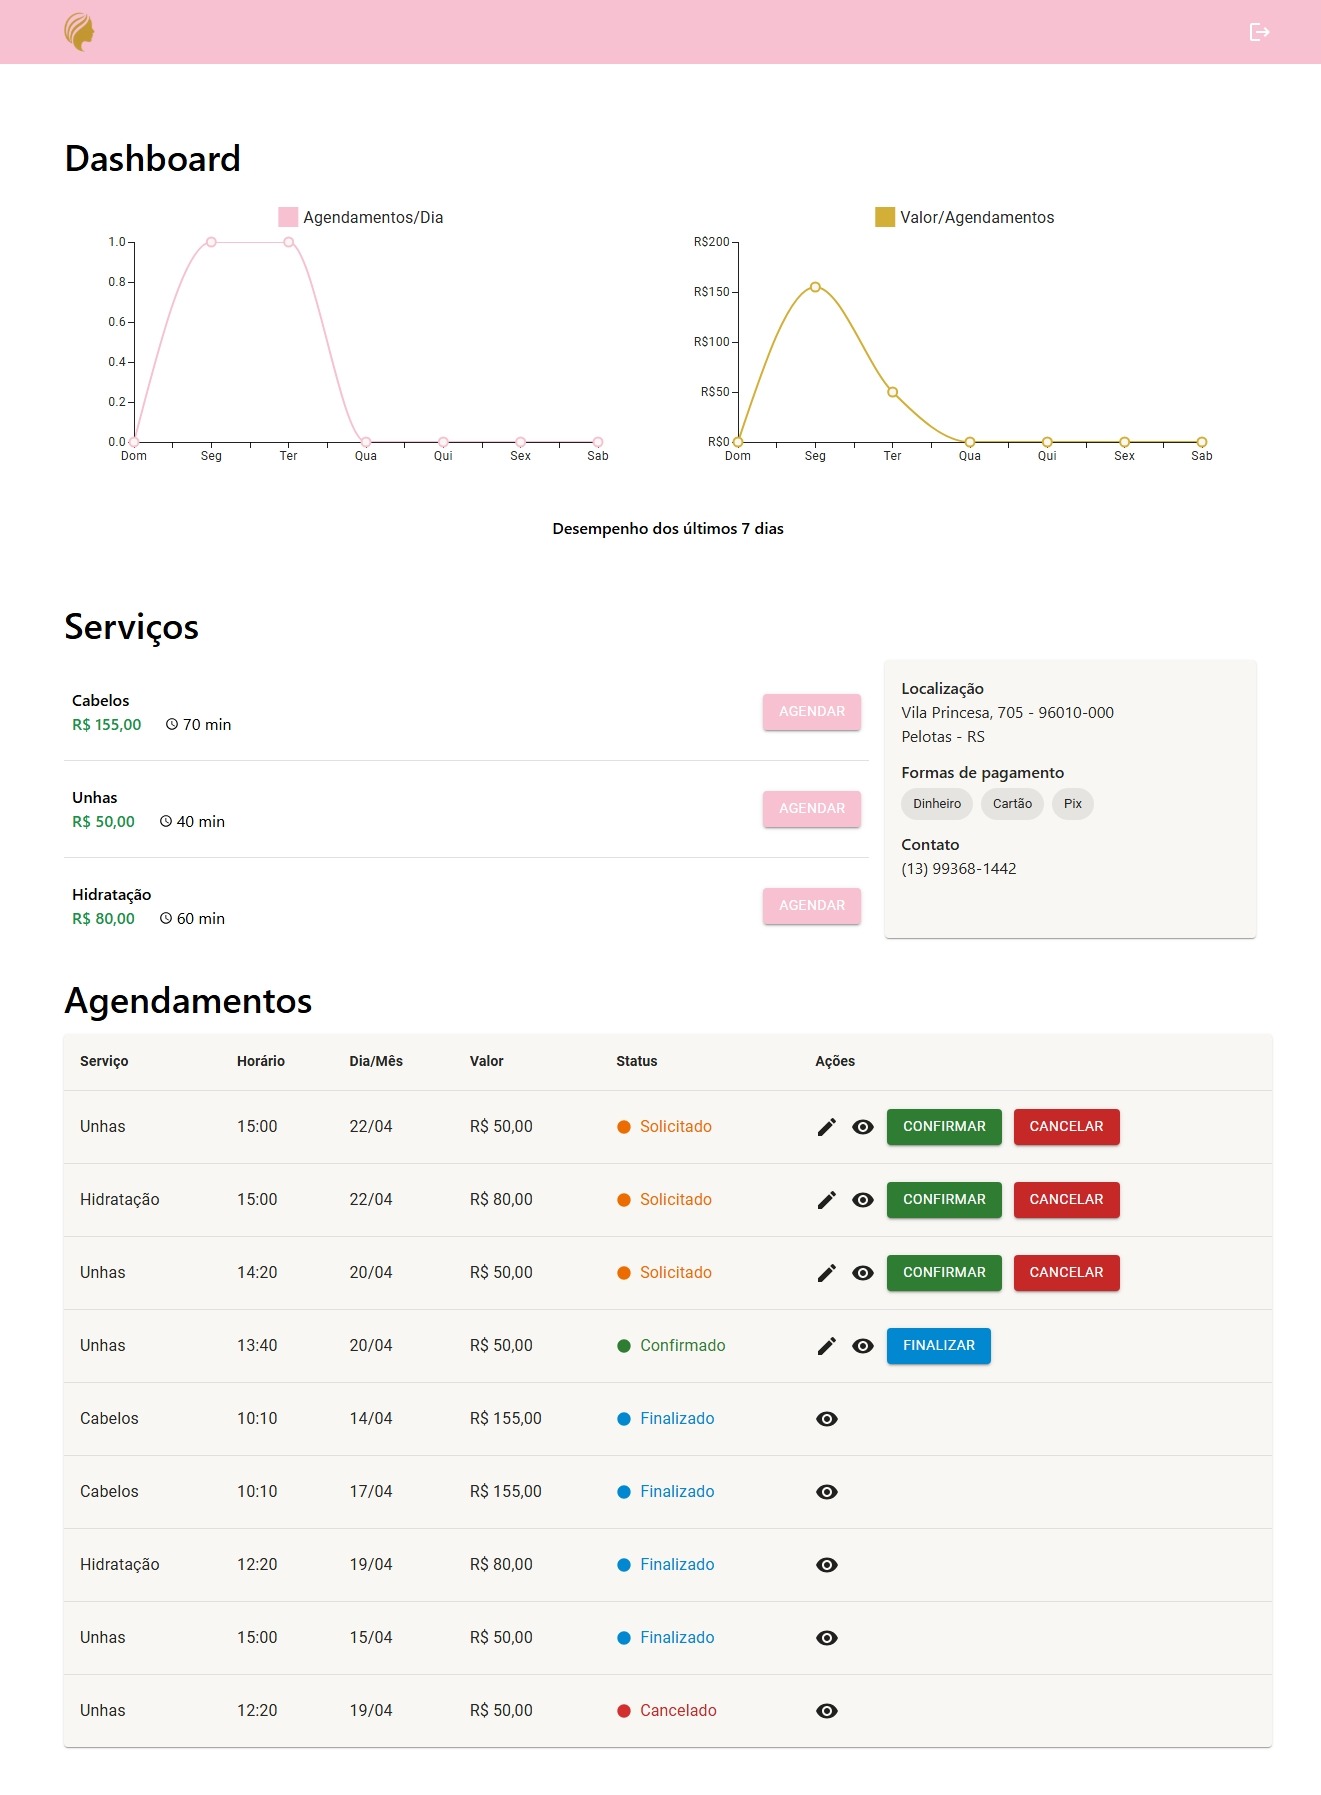 Dashboard
Agendamentos/Dia
1.0
0.8
0.6
0.4
0.2
0.0
Dom Seg Ter Qua Qui Sex Sab
Valor/Agendamentos
R$200
R$150
R$100
R$50
R$0
Dom Seg Ter Qua Qui Sex Sab
Desempenho dos últimos 7 dias
Serviços
Cabelos
R$ 155,00 70 min
AGENDAR
Unhas
R$ 50,00 40 min
AGENDAR
Hidratação
R$ 80,00 60 min
AGENDAR
Localização
Vila Princesa, 705 - 96010-000
Pelotas - RS
Formas de pagamento
Dinheiro Cartão Pix
Contato
(13) 99368-1442
Agendamentos
Serviço Horário Dia/Mês Valor Status Ações
Unhas 15:00 22/04 R$ 50,00 Solicitado CONFIRMAR CANCELAR
Hidratação 15:00 22/04 R$ 80,00 Solicitado CONFIRMAR CANCELAR
Unhas 14:20 20/04 R$ 50,00 Solicitado CONFIRMAR CANCELAR
Unhas 13:40 20/04 R$ 50,00 Confirmado FINALIZAR
Cabelos 10:10 14/04 R$ 155,00 Finalizado
Cabelos 10:10 17/04 R$ 155,00 Finalizado
Hidratação 12:20 19/04 R$ 80,00 Finalizado
Unhas 15:00 15/04 R$ 50,00 Finalizado
Unhas 12:20 19/04 R$ 50,00 Cancelado